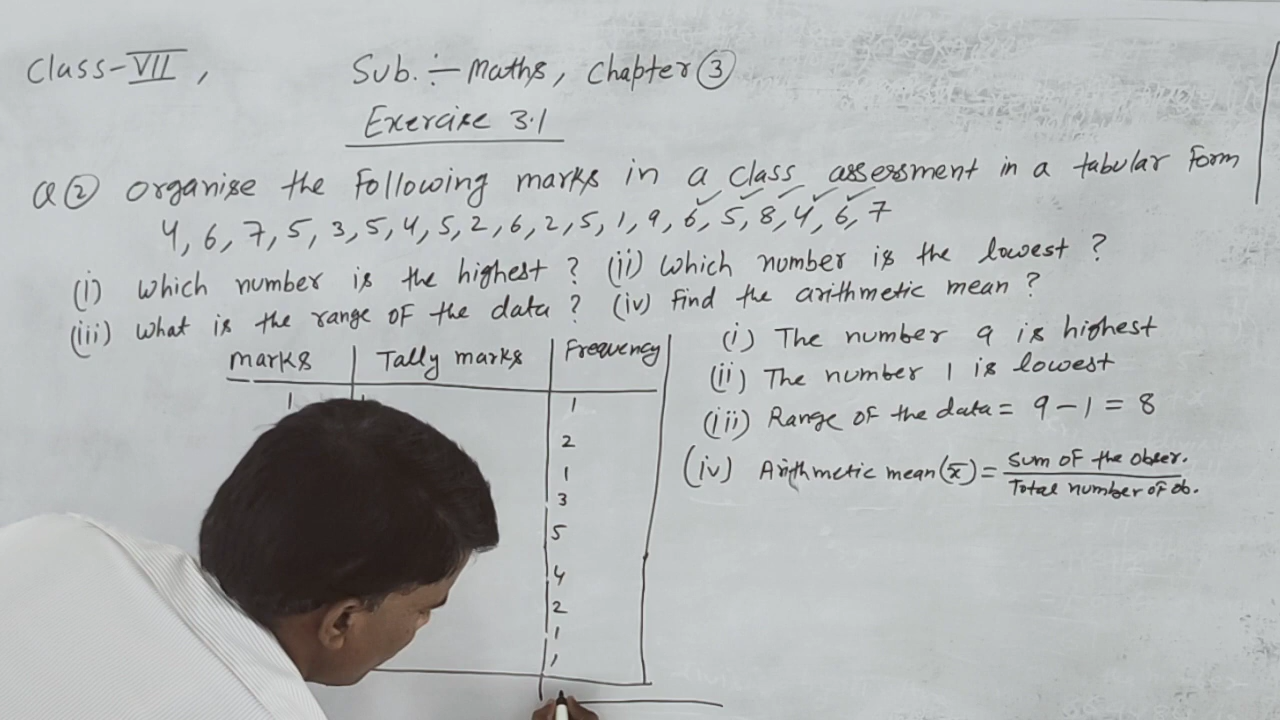 Class-VII, Sub. :- Maths, Chapter 3
Exercise 3.1
Q 2 Organise the Following marks in a class assessment in a tabular Form
4, 6, 7, 5, 3, 5, 4, 5, 2, 6, 2, 5, 1, 9, 6, 5, 8, 4, 6, 7
(i) Which number is the highest ? (ii) Which number is the lowest ?
(iii) What is the range of the data ? (iv) Find the arithmetic mean ?
marks Tally marks Frequency
1 1
2
1
3
5
4
2
1
1
(i) The number 9 is highest
(ii) The number 1 is lowest
(iii) Range of the data = 9 - 1 = 8
(iv) Arithmetic mean (x̅) = Sum of the obser. / Total number of ob.